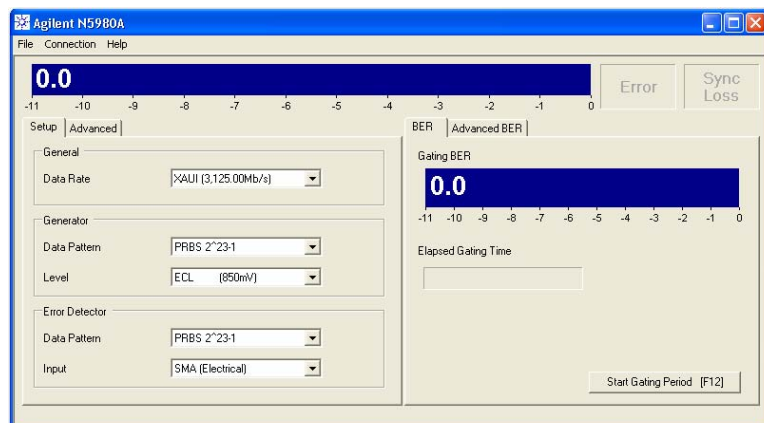 Agilent N5980A
File Connection Help
0.0
-11 -10 -9 -8 -7 -6 -5 -4 -3 -2 -1 0
Error
Sync
Loss
Setup Advanced
General
Data Rate XAUI (3,125.00Mb/s)
Generator
Data Pattern PRBS 2^23-1
Level ECL (850mV)
Error Detector
Data Pattern PRBS 2^23-1
Input SMA (Electrical)
BER Advanced BER
Gating BER
0.0
-11 -10 -9 -8 -7 -6 -5 -4 -3 -2 -1 0
Elapsed Gating Time
Start Gating Period [F12]